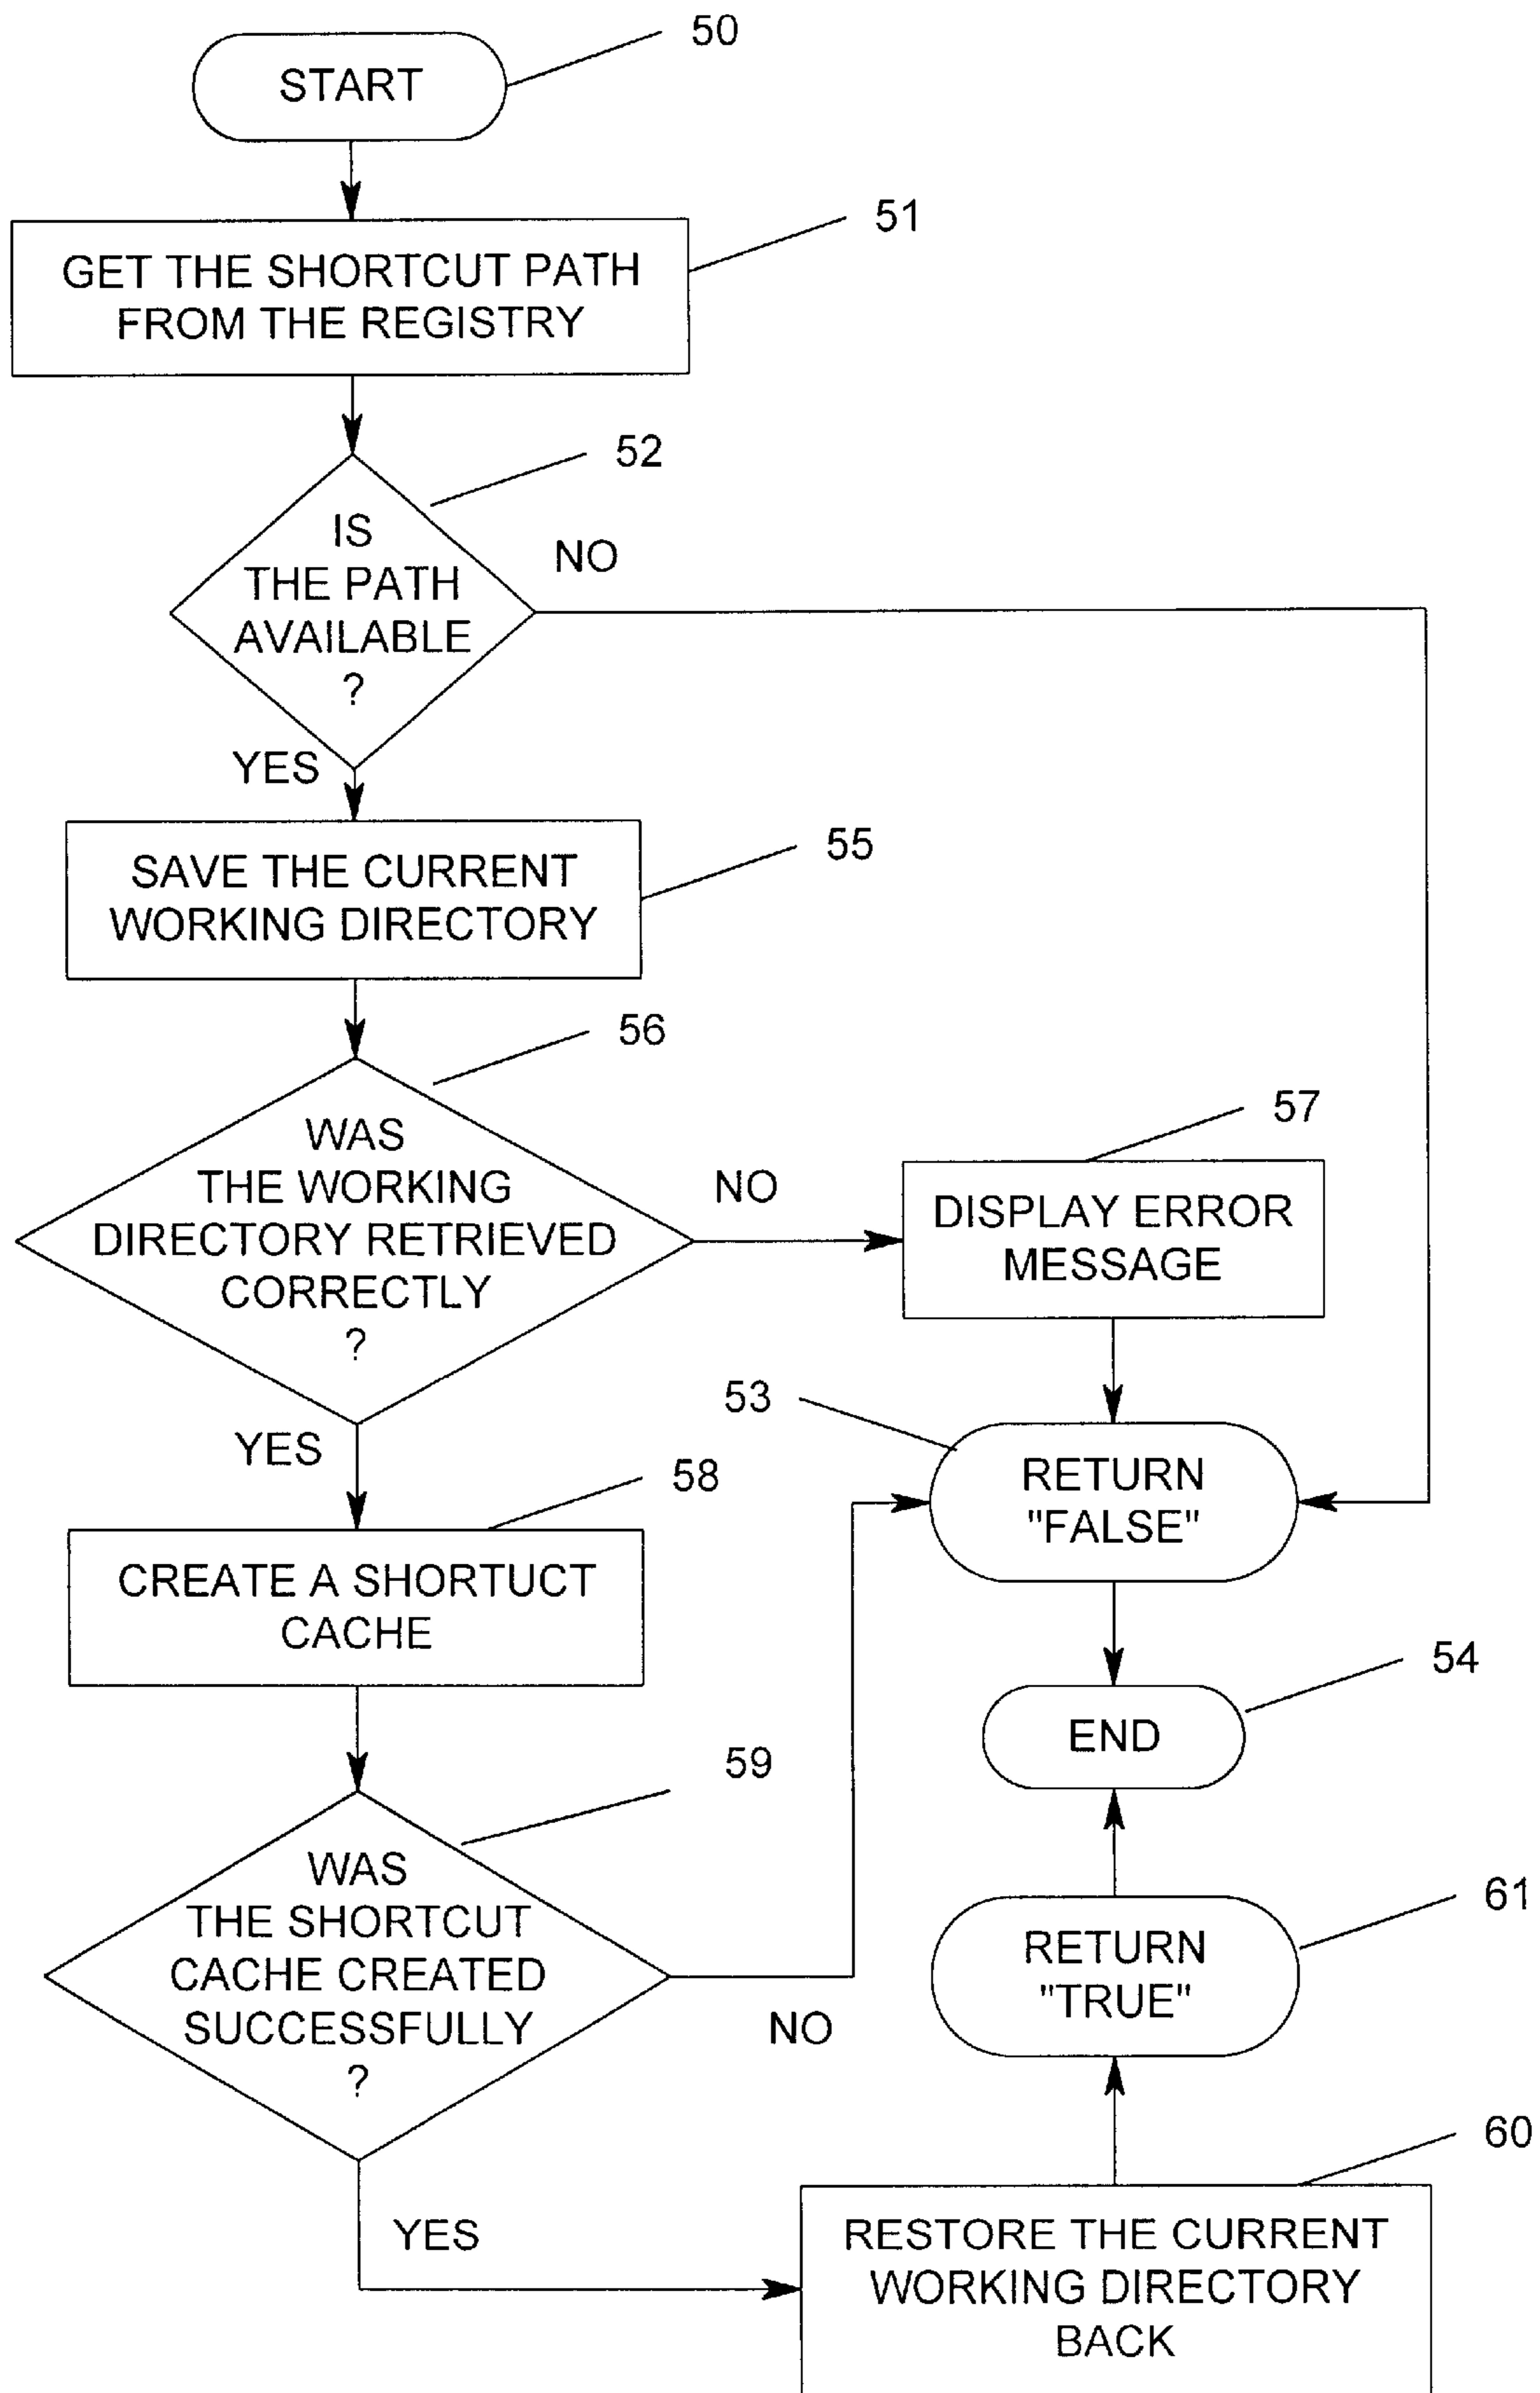 50
START
51
GET THE SHORTCUT PATH
FROM THE REGISTRY
52
IS
THE PATH
AVAILABLE
?
NO
YES
55
SAVE THE CURRENT
WORKING DIRECTORY
56
WAS
THE WORKING
DIRECTORY RETRIEVED
CORRECTLY
?
NO
57
DISPLAY ERROR
MESSAGE
YES
53
RETURN
"FALSE"
58
CREATE A SHORTUCT
CACHE
54
END
59
WAS
THE SHORTCUT
CACHE CREATED
SUCCESSFULLY
?
NO
61
RETURN
"TRUE"
YES
60
RESTORE THE CURRENT
WORKING DIRECTORY
BACK